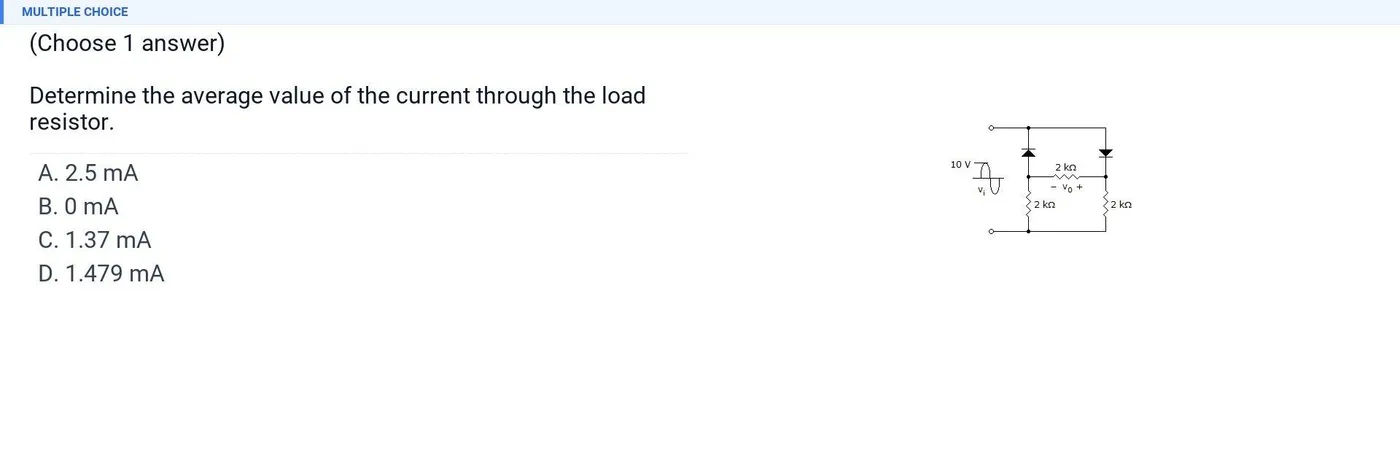 MULTIPLE CHOICE
(Choose 1 answer)
Determine the average value of the current through the load
resistor.
A. 2.5 mA
B. 0 mA
C. 1.37 mA
D. 1.479 mA
10 V
vi
2 kΩ
- vo +
2 kΩ
2 kΩ